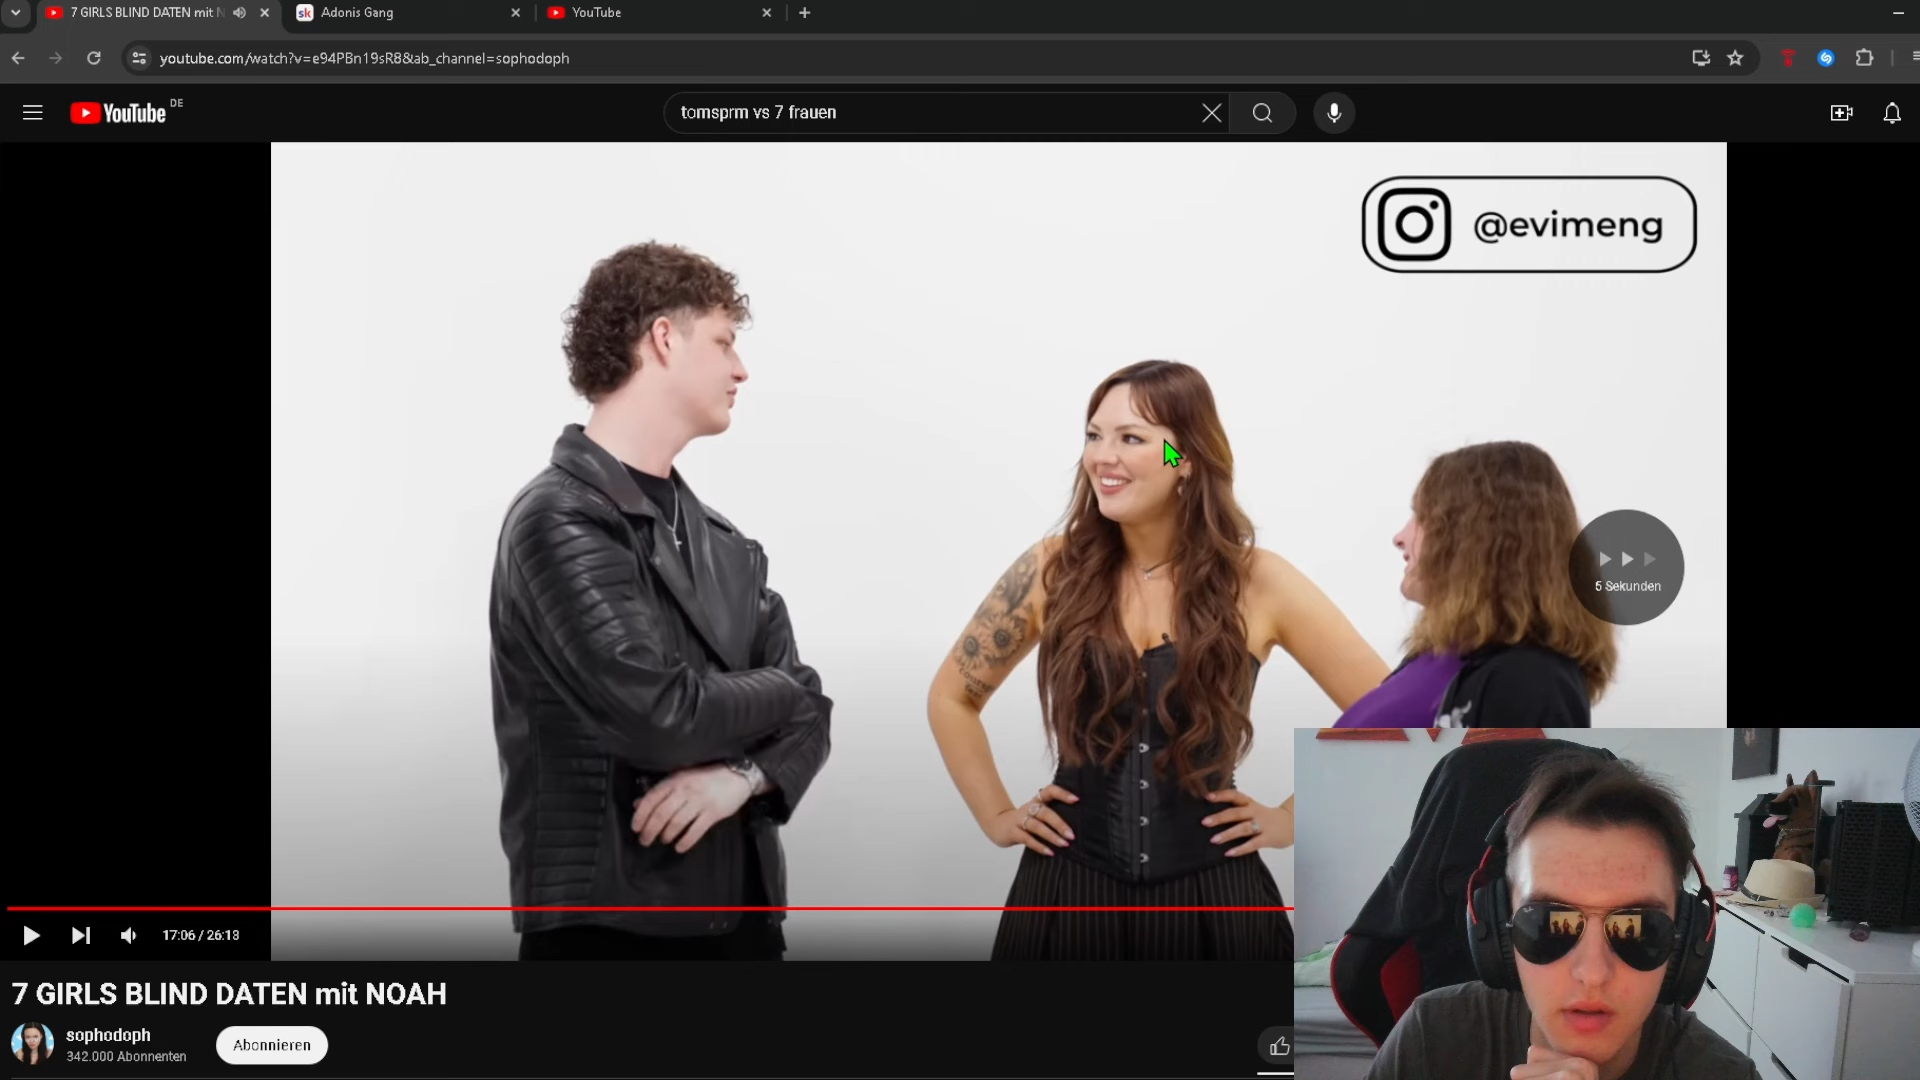 7 GIRLS BLIND DATEN mit N
Adonis Gang
YouTube
youtube.com/watch?v=e94PBn19sR8&ab_channel=sophodoph
YouTube DE
tomsprm vs 7 frauen
@evimeng
5 Sekunden
17:06 / 26:13
7 GIRLS BLIND DATEN mit NOAH
sophodoph
342.000 Abonnenten
Abonnieren